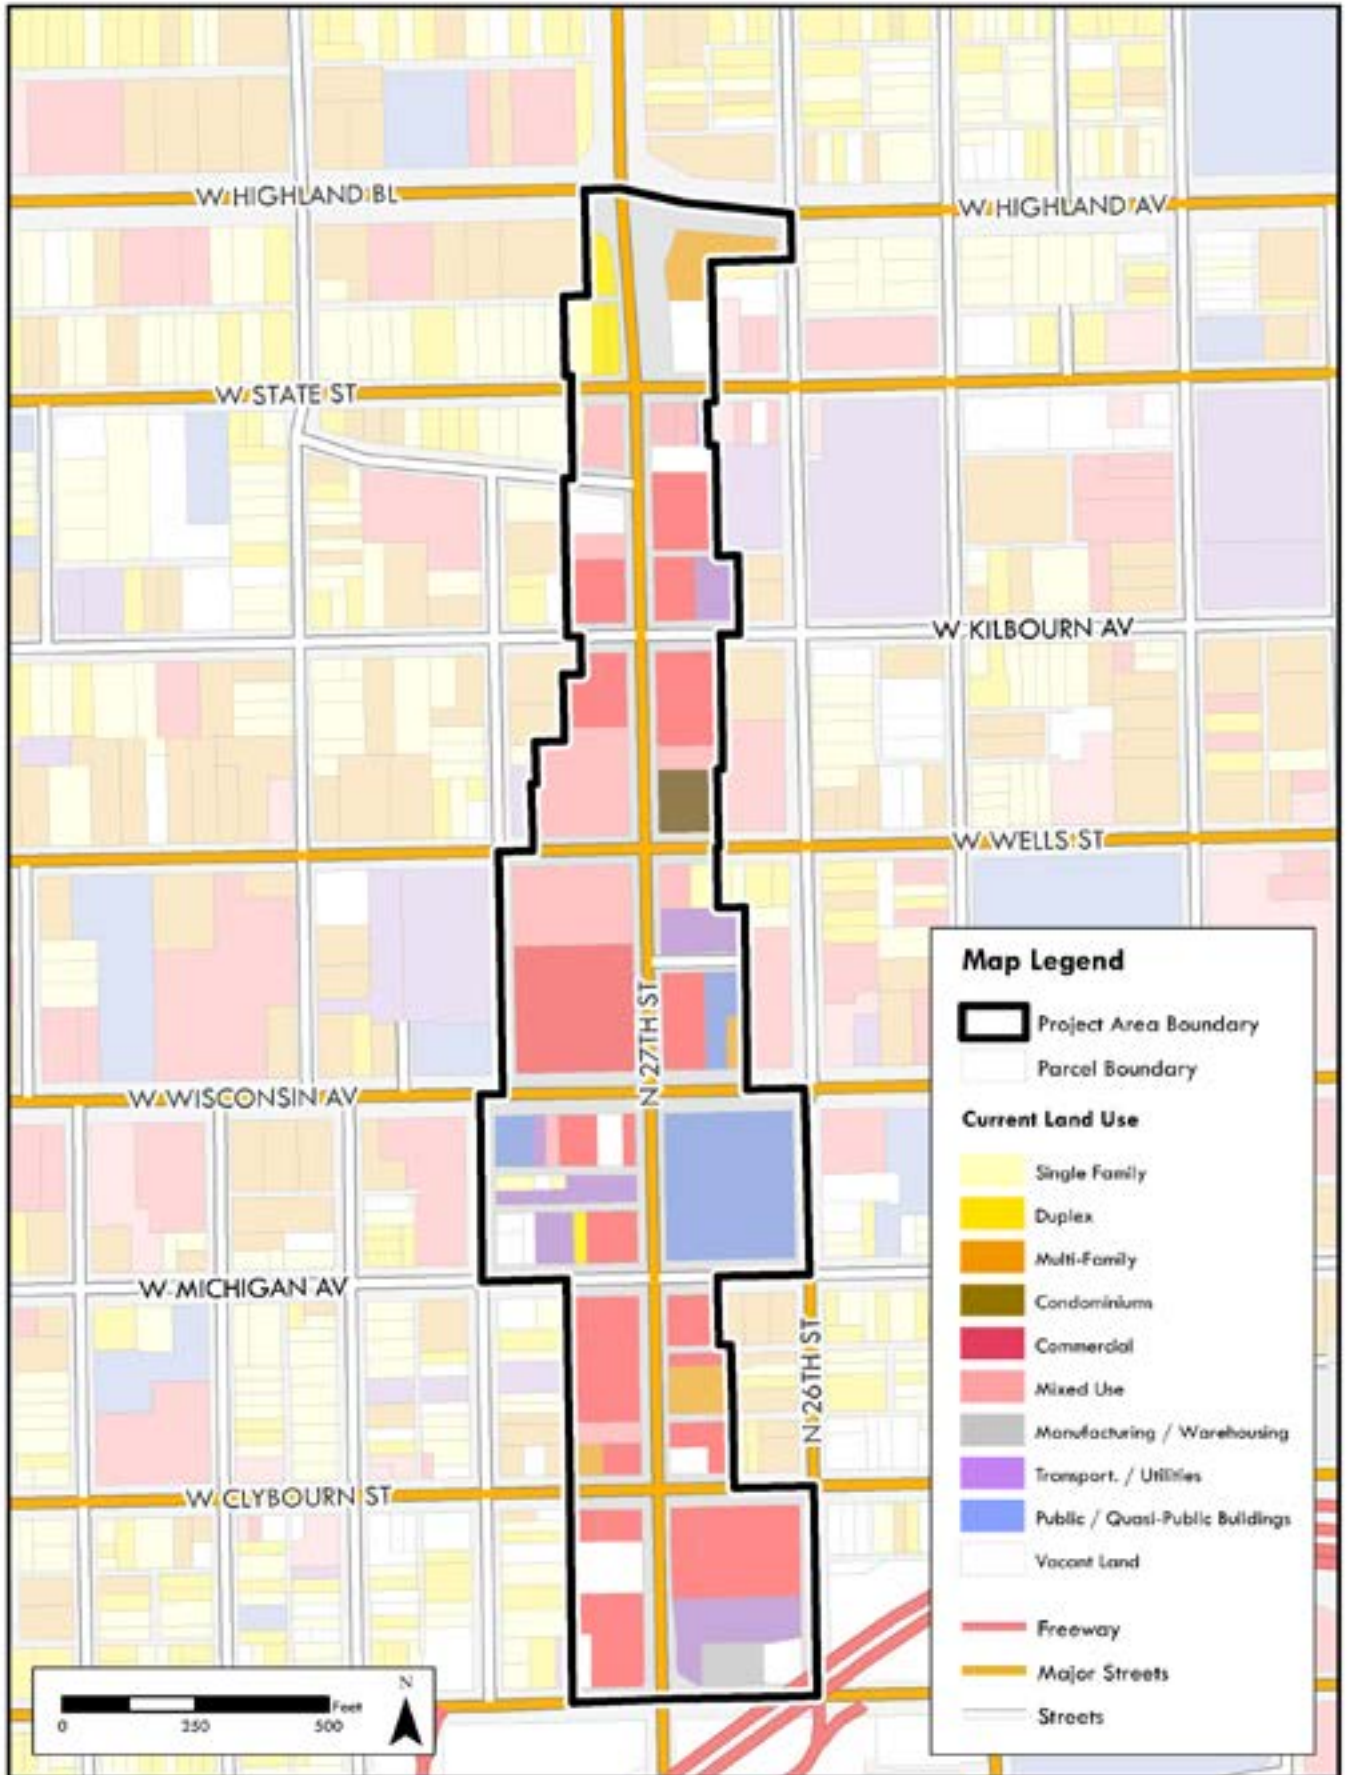 W HIGHLAND BL
W HIGHLAND AV
W STATE ST
W KILBOURN AV
W WELLS ST
N 27TH ST
W WISCONSIN AV
W MICHIGAN AV
N 26TH ST
W CLYBOURN ST
Map Legend
Project Area Boundary
Parcel Boundary
Current Land Use
Single Family
Duplex
Multi-Family
Condominiums
Commercial
Mixed Use
Manufacturing / Warehousing
Transport. / Utilities
Public / Quasi-Public Buildings
Vacant Land
Freeway
Major Streets
Streets
N
Feet
0 250 500